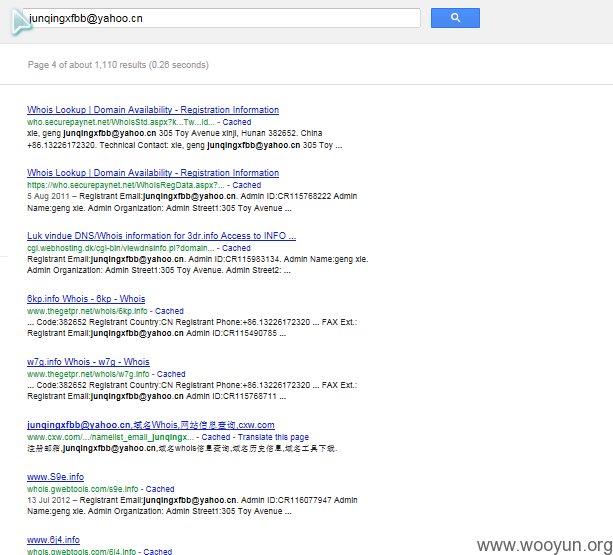 junqingxfbb@yahoo.cn
Page 4 of about 1,110 results (0.28 seconds)
Whois Lookup | Domain Availability - Registration Information
who.securepaynet.net/WhoisStd.aspx?k...Tw...id... - Cached
xie, geng junqingxfbb@yahoo.cn 305 Toy Avenue xinji, Hunan 382652. China
+86.13226172320. Technical Contact: xie, geng junqingxfbb@yahoo.cn 305 Toy ...
Whois Lookup | Domain Availability - Registration Information
https://who.securepaynet.net/WhoisRegData.aspx?... - Cached
5 Aug 2011 – Registrant Email:junqingxfbb@yahoo.cn. Admin ID:CR115768222 Admin
Name:geng xie. Admin Organization: Admin Street1:305 Toy Avenue ...
Luk vindue DNS/Whois information for 3dr.info Access to INFO ...
cgi.webhosting.dk/cgi-bin/viewdnsinfo.pl?domain... - Cached
Registrant Email:junqingxfbb@yahoo.cn. Admin ID:CR115983134. Admin Name:geng xie.
Admin Organization: Admin Street1:305 Toy Avenue. Admin Street2: ...
6kp.info Whois - 6kp - Whois
www.thegetpr.net/whois/6kp.info - Cached
... Code:382652 Registrant Country:CN Registrant Phone:+86.13226172320 ... FAX Ext.:
Registrant Email:junqingxfbb@yahoo.cn Admin ID:CR115490785 ...
w7g.info Whois - w7g - Whois
www.thegetpr.net/whois/w7g.info - Cached
... Code:382652 Registrant Country:CN Registrant Phone:+86.13226172320 ... FAX Ext.:
Registrant Email:junqingxfbb@yahoo.cn Admin ID:CR115768711 ...
junqingxfbb@yahoo.cn,域名Whois,网站信息查询,cxw.com
www.cxw.com/.../namelist_email_junqingx... - Cached - Translate this page
注册邮箱,junqingxfbb@yahoo.cn,域名whois信息查询,域名历史信息,域名工具下载.
www.S9e.info
whois.gwebtools.com/s9e.info - Cached
13 Jul 2012 – Registrant Email:junqingxfbb@yahoo.cn. Admin ID:CR116077947 Admin
Name:geng xie. Admin Organization: Admin Street1:305 Toy Avenue ...
www.6j4.info
whois.gwebtools.com/6j4.info - Cached
www.wooyun.org